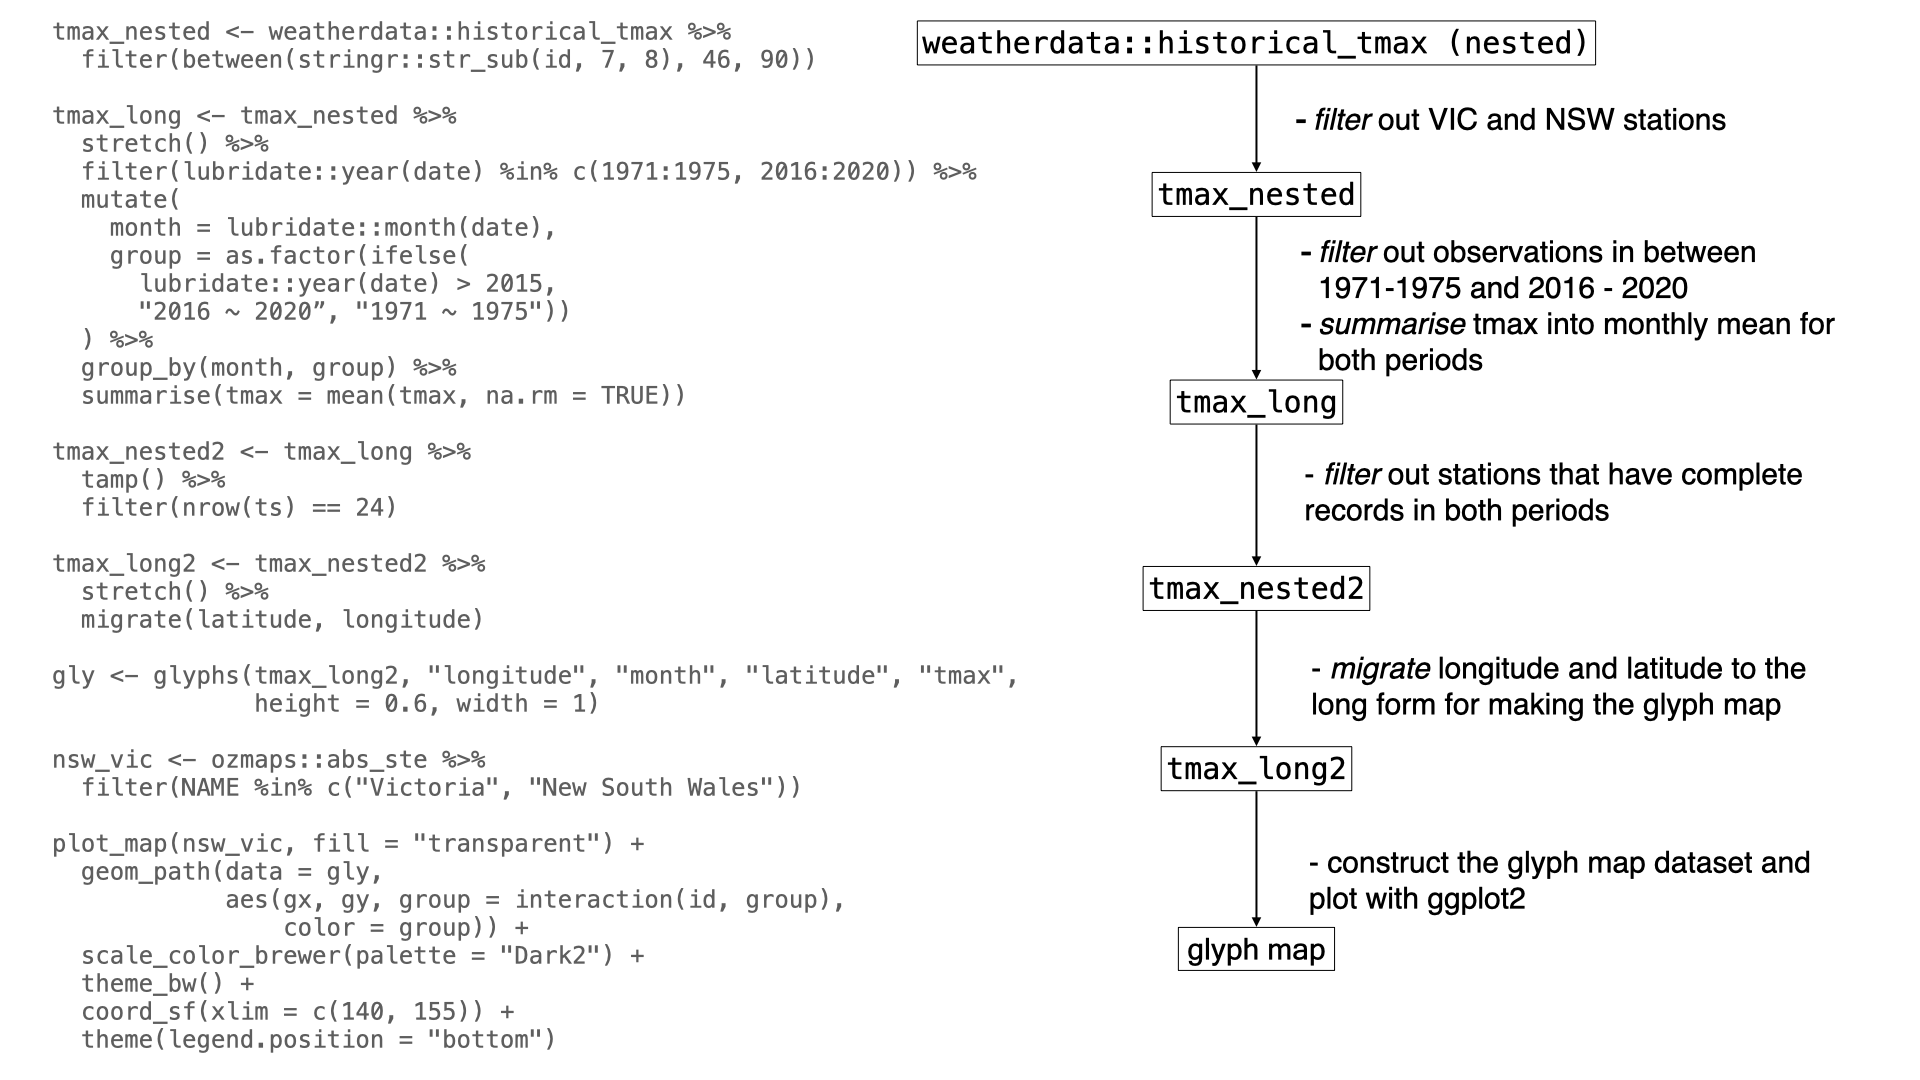 tmax_nested <- weatherdata::historical_tmax %>%
  filter(between(stringr::str_sub(id, 7, 8), 46, 90))
tmax_long <- tmax_nested %>%
  stretch() %>%
  filter(lubridate::year(date) %in% c(1971:1975, 2016:2020)) %>%
  mutate(
    month = lubridate::month(date),
    group = as.factor(ifelse(
      lubridate::year(date) > 2015,
      "2016 ~ 2020”, "1971 ~ 1975"))
  ) %>%
  group_by(month, group) %>%
  summarise(tmax = mean(tmax, na.rm = TRUE))
tmax_nested2 <- tmax_long %>%
  tamp() %>%
  filter(nrow(ts) == 24)
tmax_long2 <- tmax_nested2 %>%
  stretch() %>%
  migrate(latitude, longitude)
gly <- glyphs(tmax_long2, "longitude", "month", "latitude", "tmax",
              height = 0.6, width = 1)
nsw_vic <- ozmaps::abs_ste %>%
  filter(NAME %in% c("Victoria", "New South Wales"))
plot_map(nsw_vic, fill = "transparent") +
  geom_path(data = gly,
            aes(gx, gy, group = interaction(id, group),
                color = group)) +
  scale_color_brewer(palette = "Dark2") +
  theme_bw() +
  coord_sf(xlim = c(140, 155)) +
  theme(legend.position = "bottom")
weatherdata::historical_tmax (nested)
- filter out VIC and NSW stations
tmax_nested
- filter out observations in between
1971-1975 and 2016 - 2020
- summarise tmax into monthly mean for
both periods
tmax_long
- filter out stations that have complete
records in both periods
tmax_nested2
- migrate longitude and latitude to the
long form for making the glyph map
tmax_long2
- construct the glyph map dataset and
plot with ggplot2
glyph map